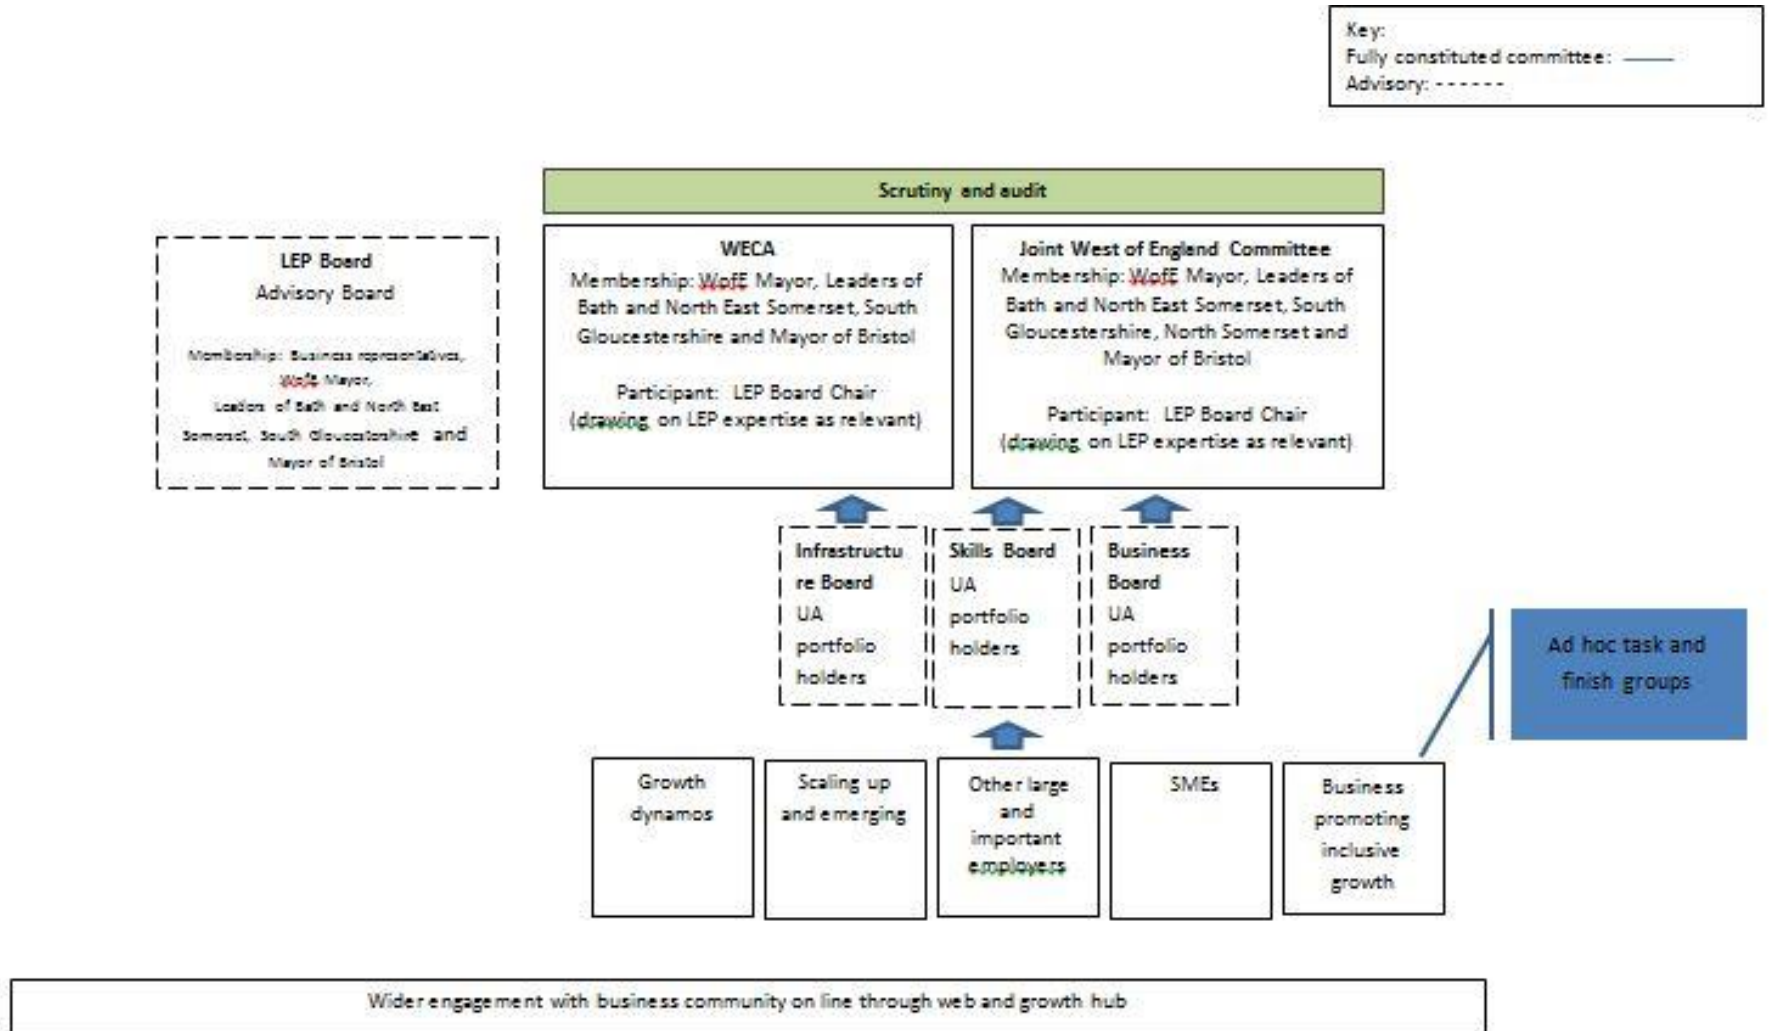 Key:
Fully constituted committee:
Advisory: ------
Scrutiny and audit
LEP Board
Advisory Board
Membership: Business representatives,
WofE Mayor,
Leaders of Bath and North East
Somerset, South Gloucestershire and
Mayor of Bristol
WECA
Membership: WofE Mayor, Leaders of
Bath and North East Somerset, South
Gloucestershire and Mayor of Bristol
Participant: LEP Board Chair
(drawing on LEP expertise as relevant)
Joint West of England Committee
Membership: WofE Mayor, Leaders of
Bath and North East Somerset, South
Gloucestershire, North Somerset and
Mayor of Bristol
Participant: LEP Board Chair
(drawing on LEP expertise as relevant)
Infrastructu
re Board
UA
portfolio
holders
Skills Board
UA
portfolio
holders
Business
Board
UA
portfolio
holders
Ad hoc task and
finish groups
Growth
dynamos
Scaling up
and emerging
Other large
and
important
employers
SMEs
Business
promoting
inclusive
growth
Wider engagement with business community on line through web and growth hub